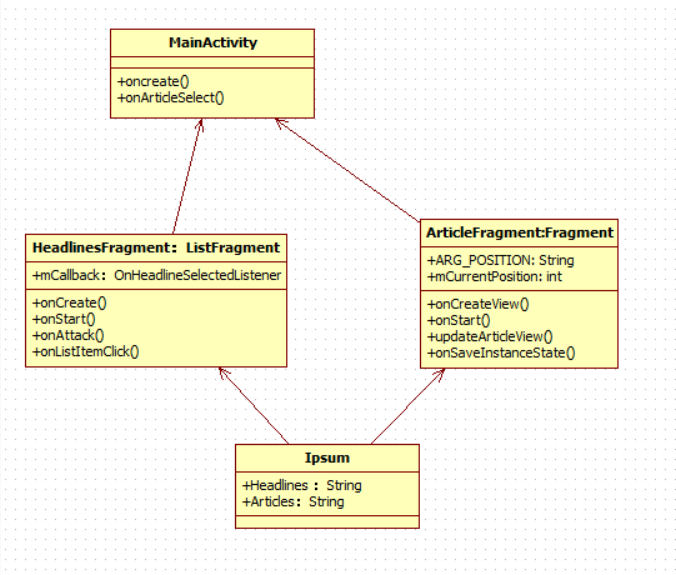 MainActivity
+oncreate()
+onArticleSelect()
HeadlinesFragment: ListFragment
+mCallback: OnHeadlineSelectedListener
+onCreate()
+onStart()
+onAttack()
+onListItemClick()
ArticleFragment:Fragment
+ARG_POSITION: String
+mCurrentPosition: int
+onCreateView()
+onStart()
+updateArticleView()
+onSaveInstanceState()
Ipsum
+Headlines : String
+Articles: String